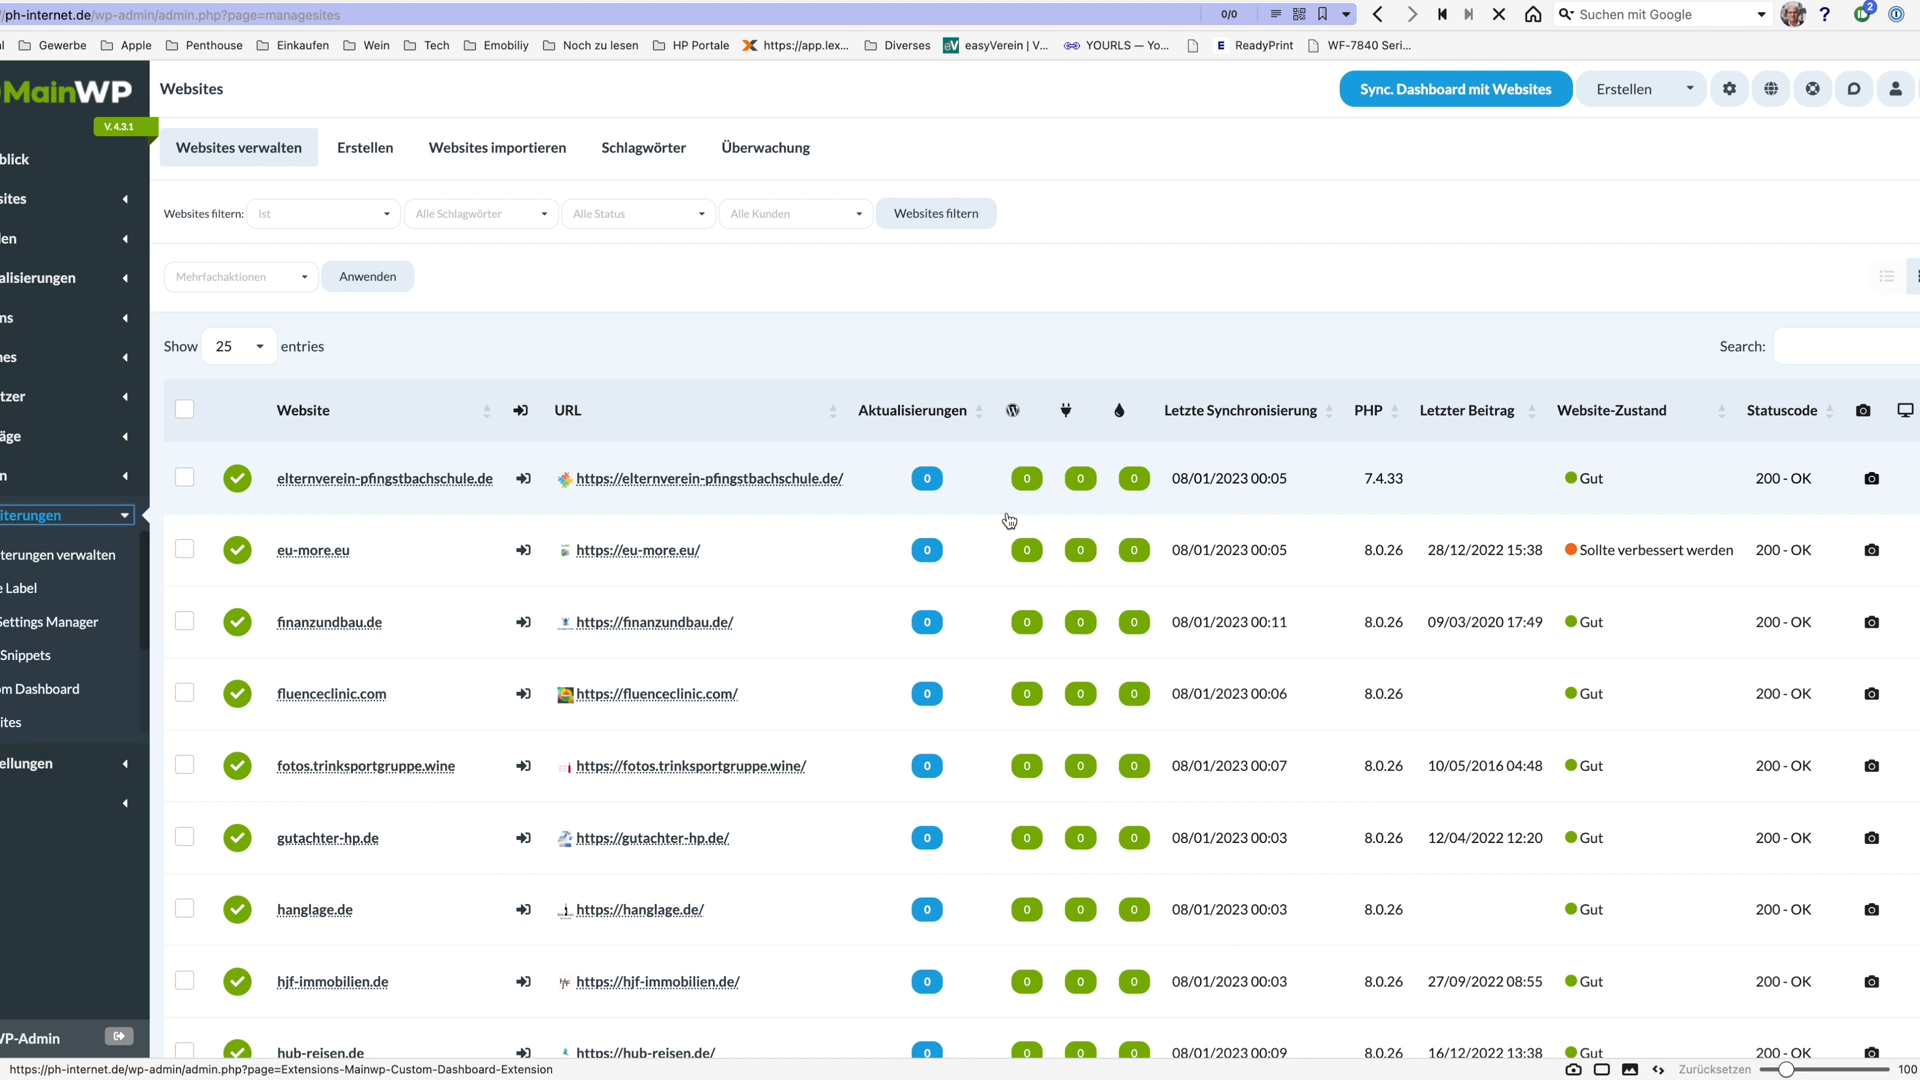 ph-internet.de/wp-admin/admin.php?page=managesites
0/0
Suchen mit Google
2
Gewerbe
Apple
Penthouse
Einkaufen
Wein
Tech
Emobiliy
Noch zu lesen
HP Portale
https://app.lex...
Diverses
eV easyVerein | V...
YOURLS — Yo...
E ReadyPrint
WF-7840 Seri...
MainWP
V. 4.3.1
Websites
Sync. Dashboard mit Websites
Erstellen
Websites verwalten
Erstellen
Websites importieren
Schlagwörter
Überwachung
Websites filtern:
Ist
Alle Schlagwörter
Alle Status
Alle Kunden
Websites filtern
Mehrfachaktionen
Anwenden
Show 25 entries
Search:
blick
ites
en
alisierungen
ns
nes
tzer
äge
n
iterungen
terungen verwalten
e Label
Settings Manager
Snippets
om Dashboard
ites
ellungen
VP-Admin
Website URL Aktualisierungen Letzte Synchronisierung PHP Letzter Beitrag Website-Zustand Statuscode
elternverein-pfingstbachschule.de https://elternverein-pfingstbachschule.de/ 0 0 0 0 08/01/2023 00:05 7.4.33 Gut 200 - OK
eu-more.eu https://eu-more.eu/ 0 0 0 0 08/01/2023 00:05 8.0.26 28/12/2022 15:38 Sollte verbessert werden 200 - OK
finanzundbau.de https://finanzundbau.de/ 0 0 0 0 08/01/2023 00:11 8.0.26 09/03/2020 17:49 Gut 200 - OK
fluenceclinic.com https://fluenceclinic.com/ 0 0 0 0 08/01/2023 00:06 8.0.26 Gut 200 - OK
fotos.trinksportgruppe.wine https://fotos.trinksportgruppe.wine/ 0 0 0 0 08/01/2023 00:07 8.0.26 10/05/2016 04:48 Gut 200 - OK
gutachter-hp.de https://gutachter-hp.de/ 0 0 0 0 08/01/2023 00:03 8.0.26 12/04/2022 12:20 Gut 200 - OK
hanglage.de https://hanglage.de/ 0 0 0 0 08/01/2023 00:03 8.0.26 Gut 200 - OK
hjf-immobilien.de https://hjf-immobilien.de/ 0 0 0 0 08/01/2023 00:03 8.0.26 27/09/2022 08:55 Gut 200 - OK
hub-reisen.de https://hub-reisen.de/ 0 0 0 0 08/01/2023 00:09 8.0.26 16/12/2022 13:38 Gut 200 - OK
https://ph-internet.de/wp-admin/admin.php?page=Extensions-Mainwp-Custom-Dashboard-Extension
Zurücksetzen
100